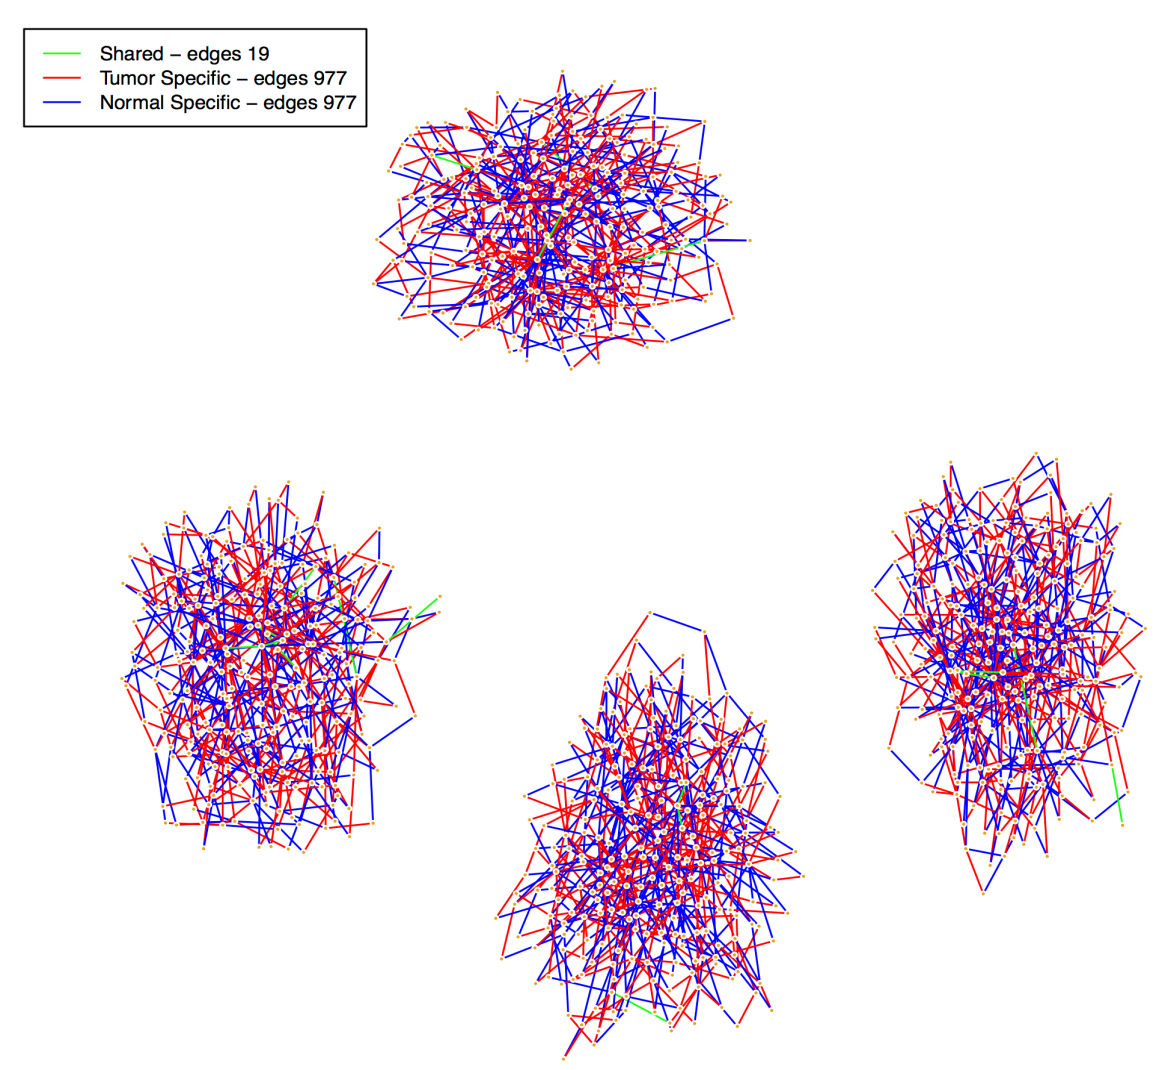 Shared – edges 19
Tumor Specific – edges 977
Normal Specific – edges 977